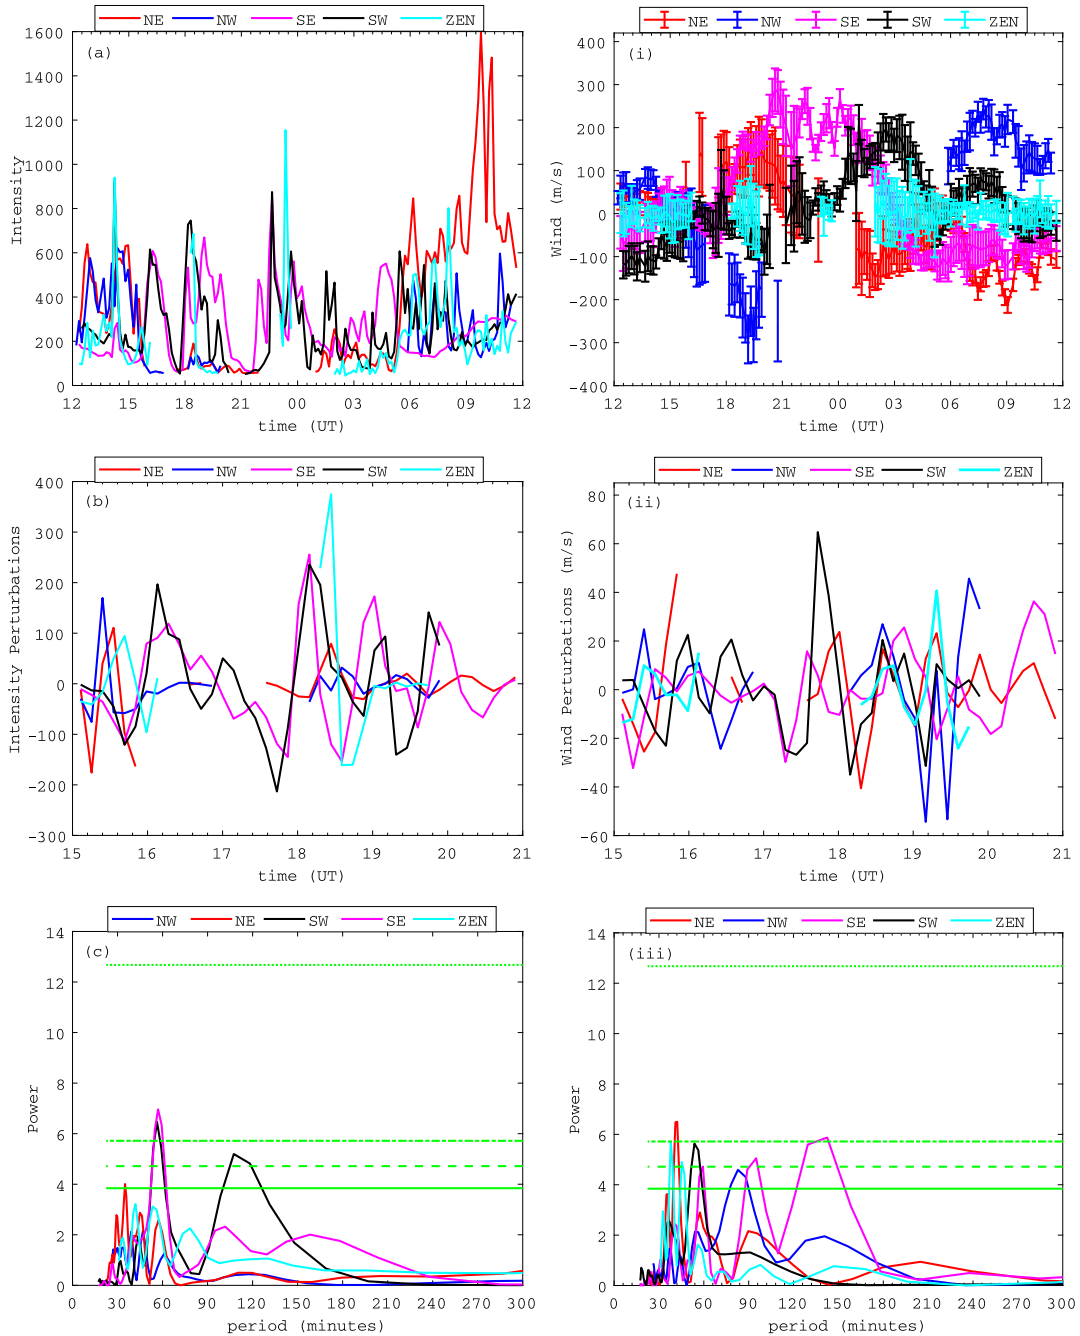 NE NW SE SW ZEN
(a)
1600
1400
1200
1000
800
600
400
200
0
Intensity
12 15 18 21 00 03 06 09 12
time (UT)
NE NW SE SW ZEN
(i)
400
300
200
100
0
-100
-200
-300
-400
Wind (m/s)
12 15 18 21 00 03 06 09 12
time (UT)
NE NW SE SW ZEN
(b)
400
300
200
100
0
-100
-200
-300
Intensity Perturbations
15 16 17 18 19 20 21
time (UT)
NE NW SE SW ZEN
(ii)
80
60
40
20
0
-20
-40
-60
Wind Perturbations (m/s)
15 16 17 18 19 20 21
time (UT)
NW NE SW SE ZEN
(c)
14
12
10
8
6
4
2
0
Power
0 30 60 90 120 150 180 210 240 270 300
period (minutes)
NE NW SE SW ZEN
(iii)
14
12
10
8
6
4
2
0
Power
0 30 60 90 120 150 180 210 240 270 300
period (minutes)